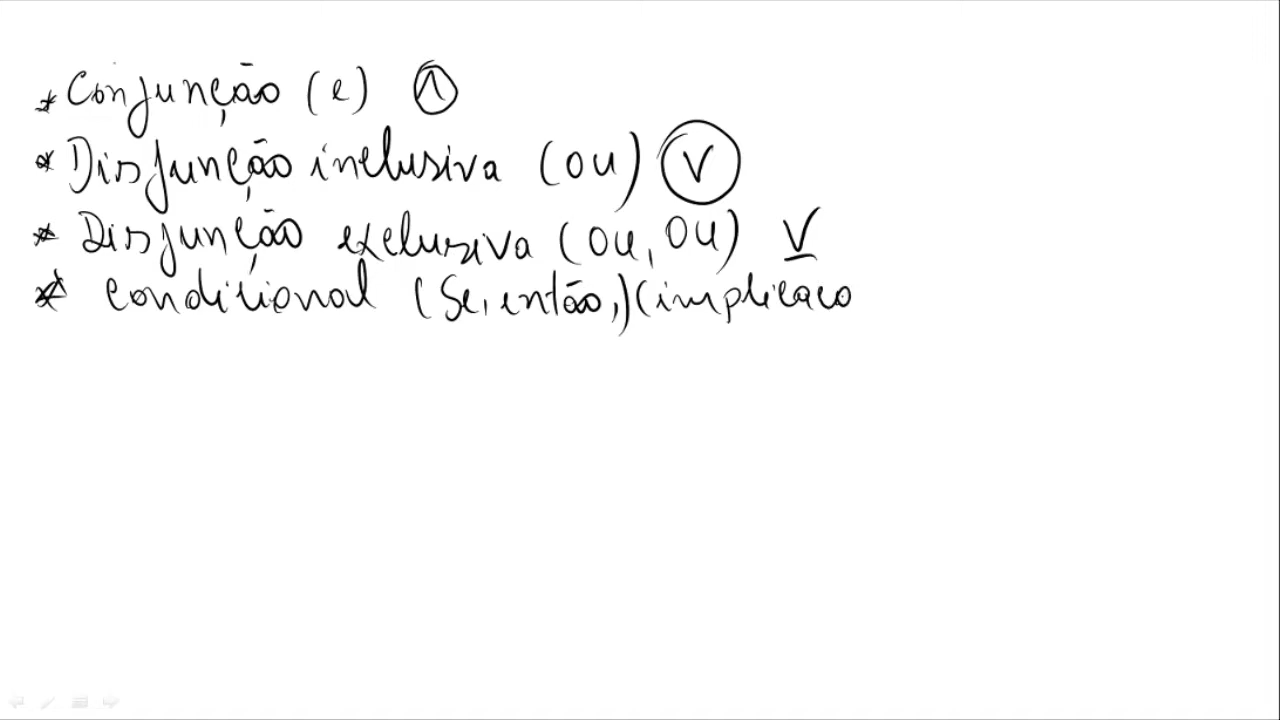 * Conjunção (e) ∧
* Disjunção inclusiva (ou) ∨
* Disjunção exclusiva (ou, ou) ⊻
* condicional (Se, então,) (implicaco